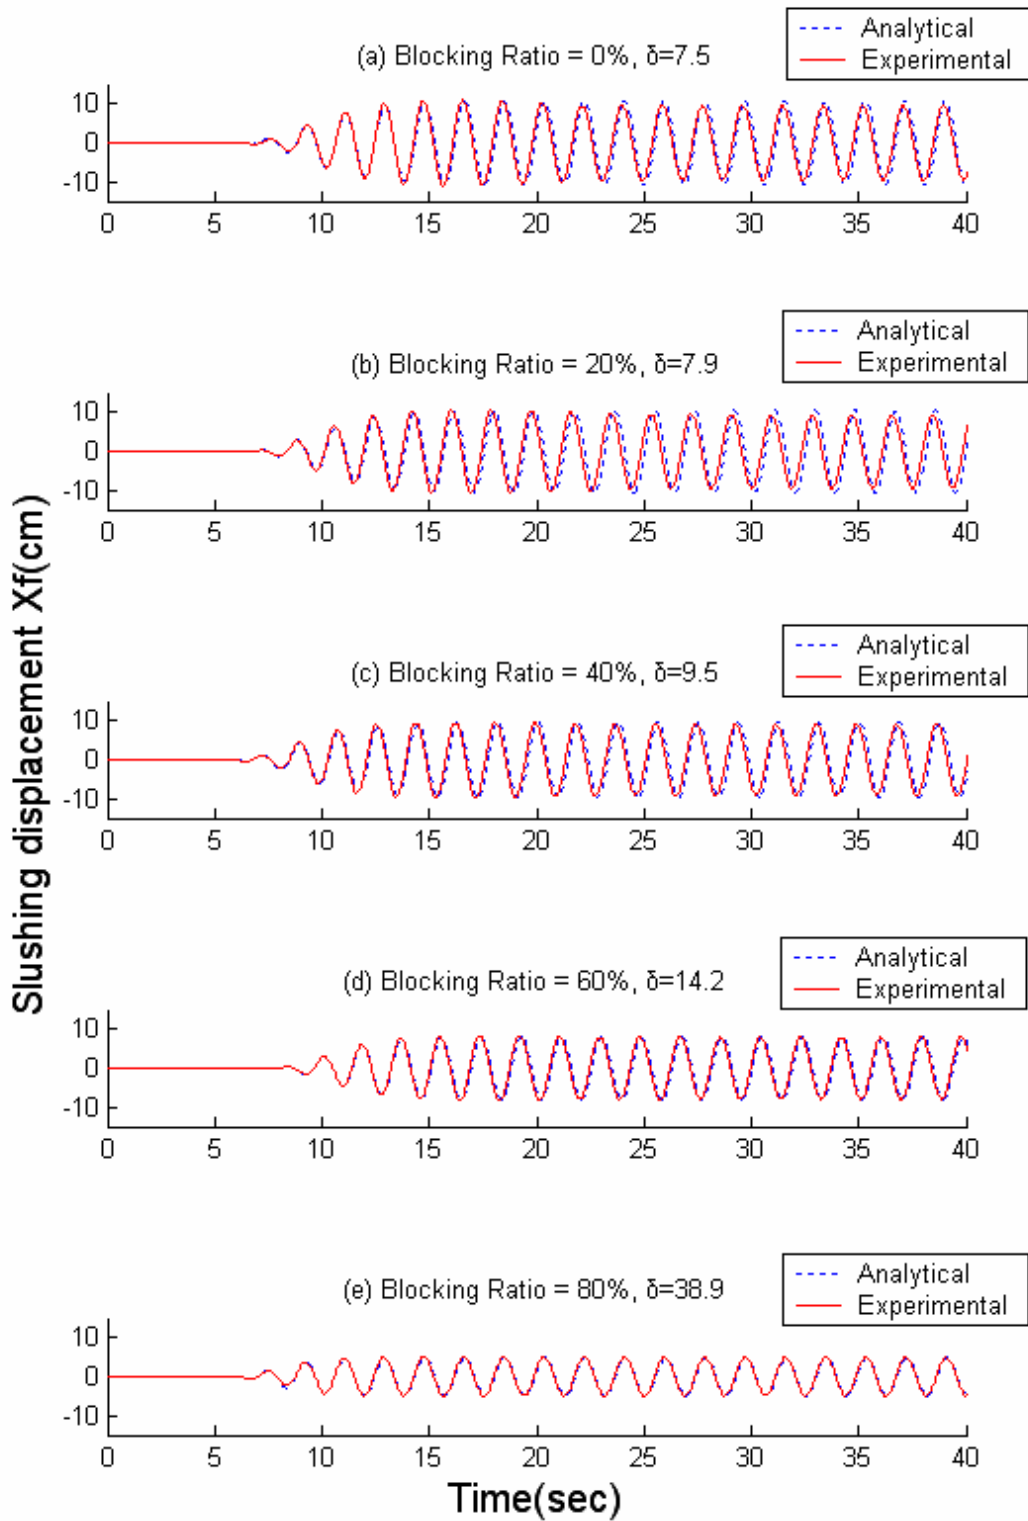 Analytical
Experimental
(a) Blocking Ratio = 0%, δ=7.5
10
0
-10
0 5 10 15 20 25 30 35 40
Analytical
Experimental
(b) Blocking Ratio = 20%, δ=7.9
10
0
-10
0 5 10 15 20 25 30 35 40
Slushing displacement Xf(cm)
Analytical
Experimental
(c) Blocking Ratio = 40%, δ=9.5
10
0
-10
0 5 10 15 20 25 30 35 40
Analytical
Experimental
(d) Blocking Ratio = 60%, δ=14.2
10
0
-10
0 5 10 15 20 25 30 35 40
Analytical
Experimental
(e) Blocking Ratio = 80%, δ=38.9
10
0
-10
0 5 10 15 20 25 30 35 40
Time(sec)